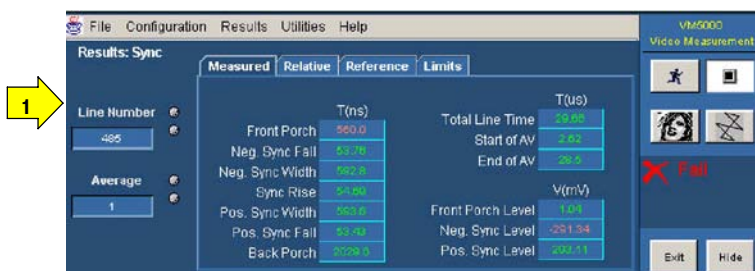 File Configuration Results Utilities Help
VM5000
Video Measurement
Results: Sync
Measured Relative Reference Limits
1
Line Number
485
Average
1
T(ns)
Front Porch 560.0
Neg. Sync Fall 53.76
Neg. Sync Width 592.8
Sync Rise 54.69
Pos. Sync Width 593.6
Pos. Sync Fall 53.43
Back Porch 2029.6
T(us)
Total Line Time 29.66
Start of AV 2.62
End of AV 28.5
V(mV)
Front Porch Level 1.04
Neg. Sync Level -291.34
Pos. Sync Level 293.11
Fail
Exit Hide